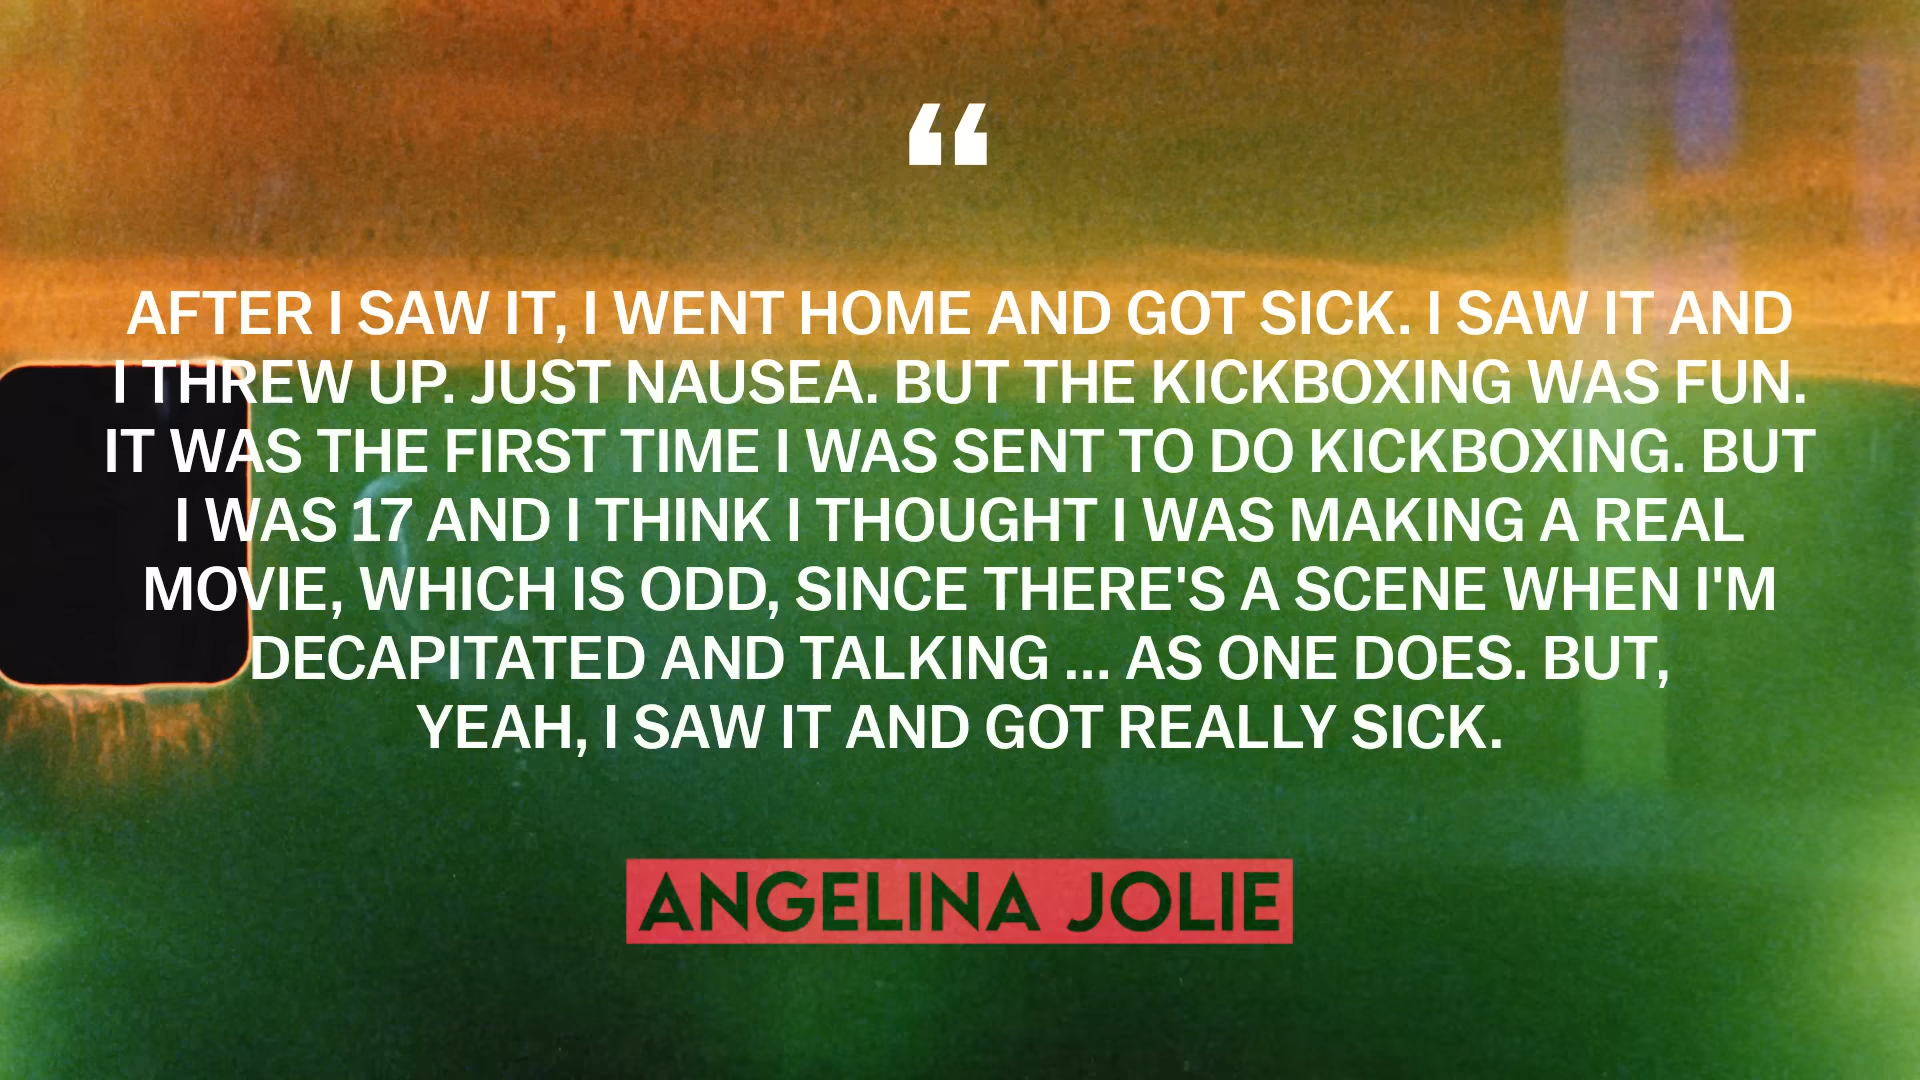 “
AFTER I SAW IT, I WENT HOME AND GOT SICK. I SAW IT AND
I THREW UP. JUST NAUSEA. BUT THE KICKBOXING WAS FUN.
IT WAS THE FIRST TIME I WAS SENT TO DO KICKBOXING. BUT
I WAS 17 AND I THINK I THOUGHT I WAS MAKING A REAL
MOVIE, WHICH IS ODD, SINCE THERE'S A SCENE WHEN I'M
DECAPITATED AND TALKING ... AS ONE DOES. BUT,
YEAH, I SAW IT AND GOT REALLY SICK.
ANGELINA JOLIE